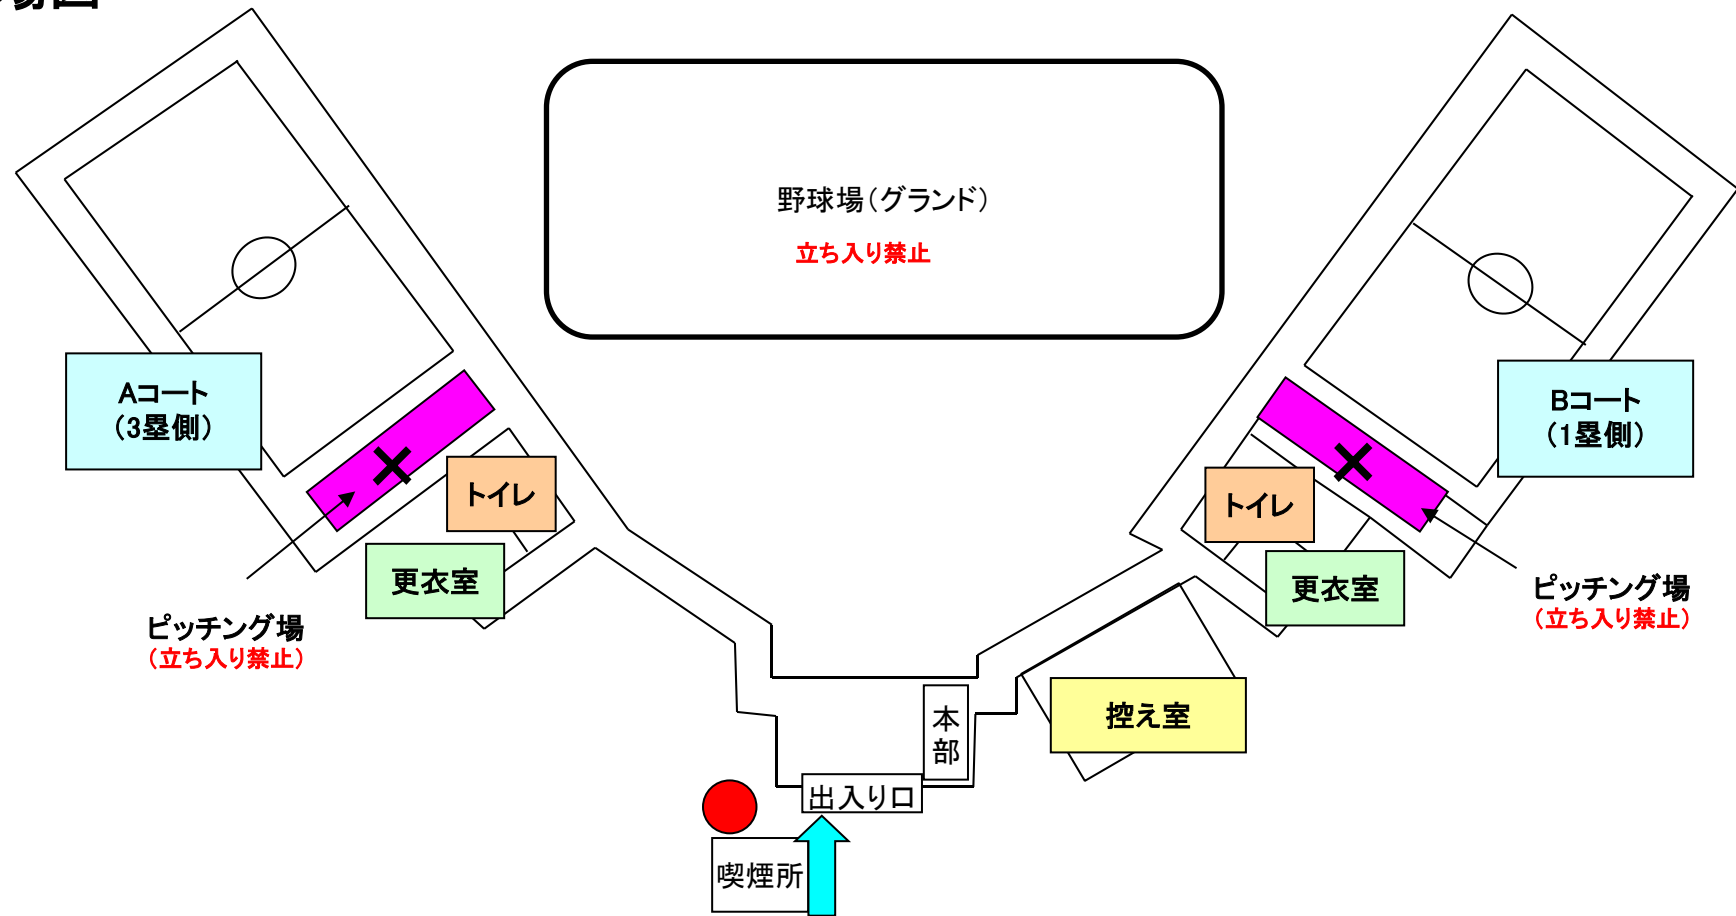 場図
野球場(グランド)
立ち入り禁止
Aコート
(3塁側)
Bコート
(1塁側)
トイレ
トイレ
更衣室
更衣室
ピッチング場
(立ち入り禁止)
ピッチング場
(立ち入り禁止)
本部
控え室
出入り口
喫煙所